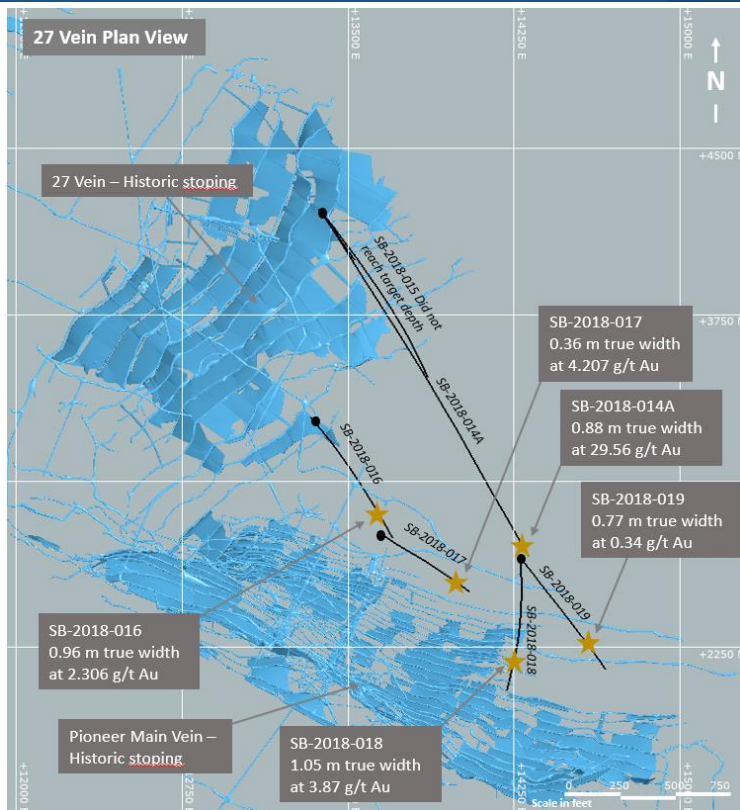 27 Vein Plan View
+12000 E
+12750 E
+13500 E
+14250 E
+15000 E
N
+4500 N
27 Vein – Historic stoping
SB-2018-015 Did not
reach target depth
+3750 N
SB-2018-017
0.36 m true width
at 4.207 g/t Au
SB-2018-014A
SB-2018-014A
0.88 m true width
at 29.56 g/t Au
SB-2018-016
SB-2018-019
0.77 m true width
at 0.34 g/t Au
SB-2018-017
SB-2018-019
SB-2018-018
SB-2018-016
0.96 m true width
at 2.306 g/t Au
+2250 N
Pioneer Main Vein –
Historic stoping
SB-2018-018
1.05 m true width
at 3.87 g/t Au
+12000 E
+12750 E
+14250 E
0 250 500 750
Scale in feet